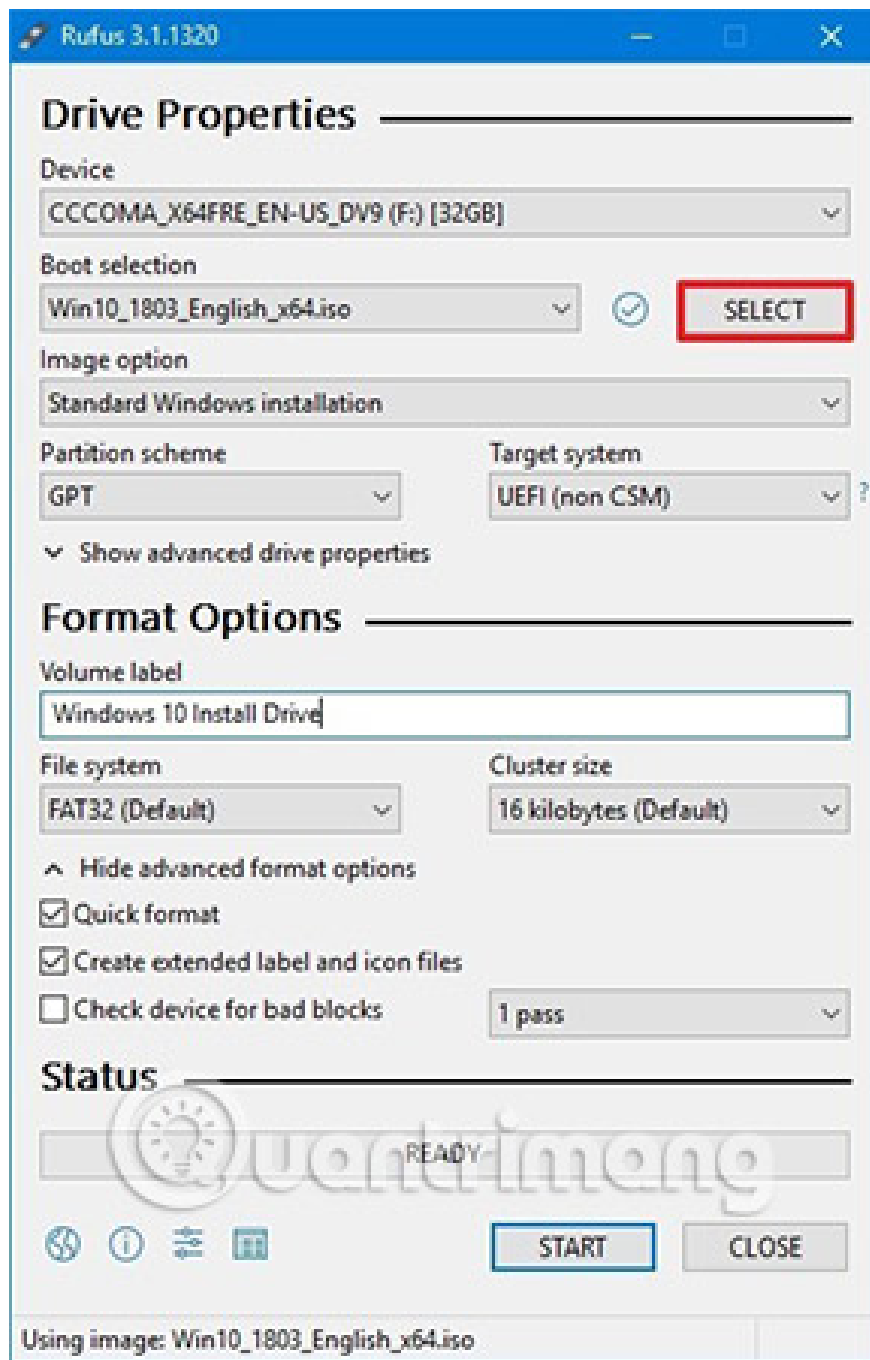 Rufus 3.1.1320
Drive Properties
Device
CCCOMA_X64FRE_EN-US_DV9 (F:) [32GB]
Boot selection
Win10_1803_English_x64.iso
SELECT
Image option
Standard Windows installation
Partition scheme
Target system
GPT
UEFI (non CSM)
?
Show advanced drive properties
Format Options
Volume label
Windows 10 Install Drive
File system
Cluster size
FAT32 (Default)
16 kilobytes (Default)
Hide advanced format options
Quick format
Create extended label and icon files
Check device for bad blocks
1 pass
Status
READY
Quantrimang
START
CLOSE
Using image: Win10_1803_English_x64.iso